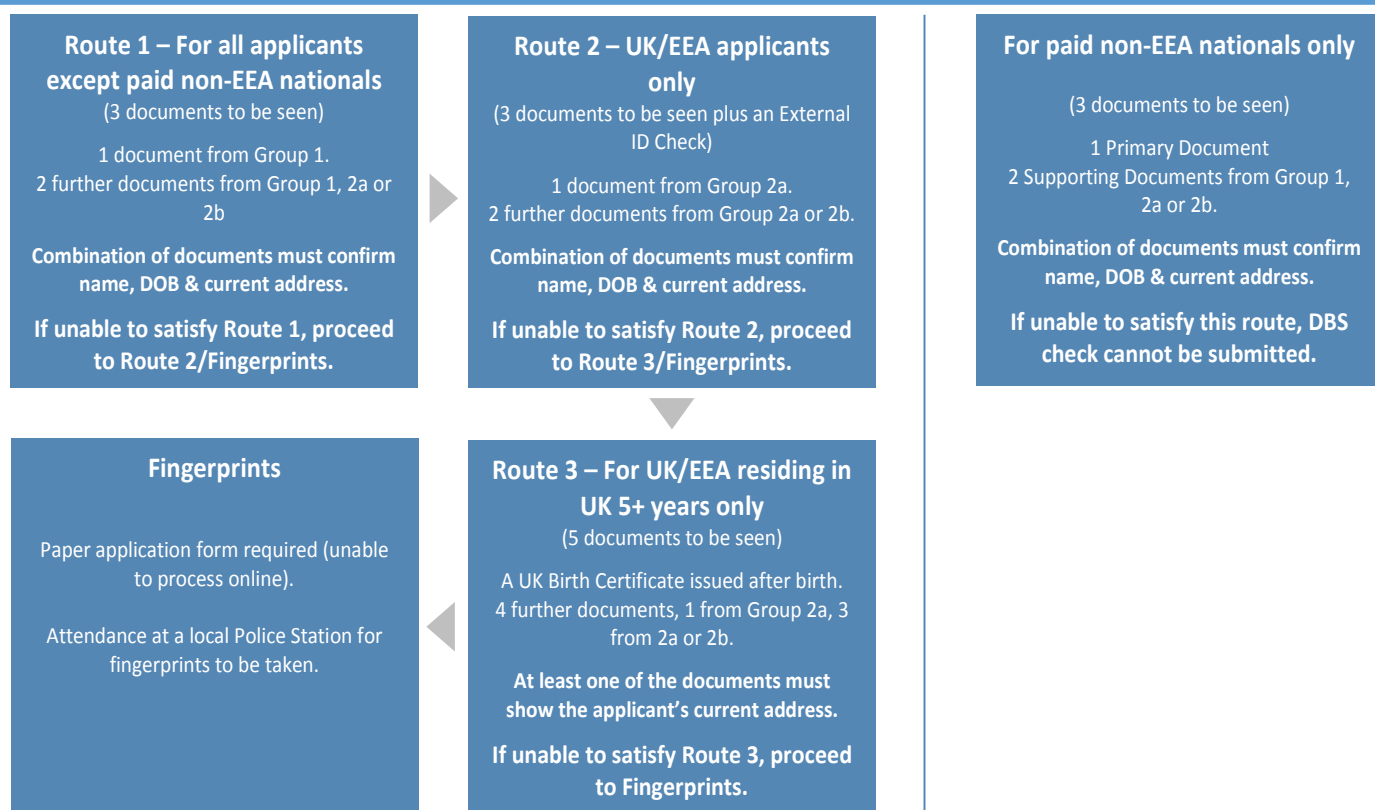 Route 1 – For all applicants
except paid non-EEA nationals
(3 documents to be seen)
1 document from Group 1.
2 further documents from Group 1, 2a or
2b
Combination of documents must confirm
name, DOB & current address.
If unable to satisfy Route 1, proceed
to Route 2/Fingerprints.
Route 2 – UK/EEA applicants
only
(3 documents to be seen plus an External
ID Check)
1 document from Group 2a.
2 further documents from Group 2a or 2b.
Combination of documents must confirm
name, DOB & current address.
If unable to satisfy Route 2, proceed
to Route 3/Fingerprints.
For paid non-EEA nationals only
(3 documents to be seen)
1 Primary Document
2 Supporting Documents from Group 1,
2a or 2b.
Combination of documents must confirm
name, DOB & current address.
If unable to satisfy this route, DBS
check cannot be submitted.
Route 3 – For UK/EEA residing in
UK 5+ years only
(5 documents to be seen)
A UK Birth Certificate issued after birth.
4 further documents, 1 from Group 2a, 3
from 2a or 2b.
At least one of the documents must
show the applicant's current address.
If unable to satisfy Route 3, proceed
to Fingerprints.
Fingerprints
Paper application form required (unable
to process online).
Attendance at a local Police Station for
fingerprints to be taken.